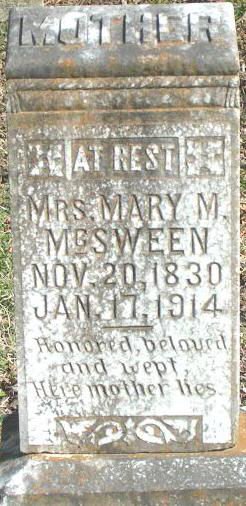 MOTHER
AT REST
MRS. MARY M.
McSWEEN
NOV. 20, 1830
JAN. 17, 1914
Honored, beloved
and wept,
Here mother lies